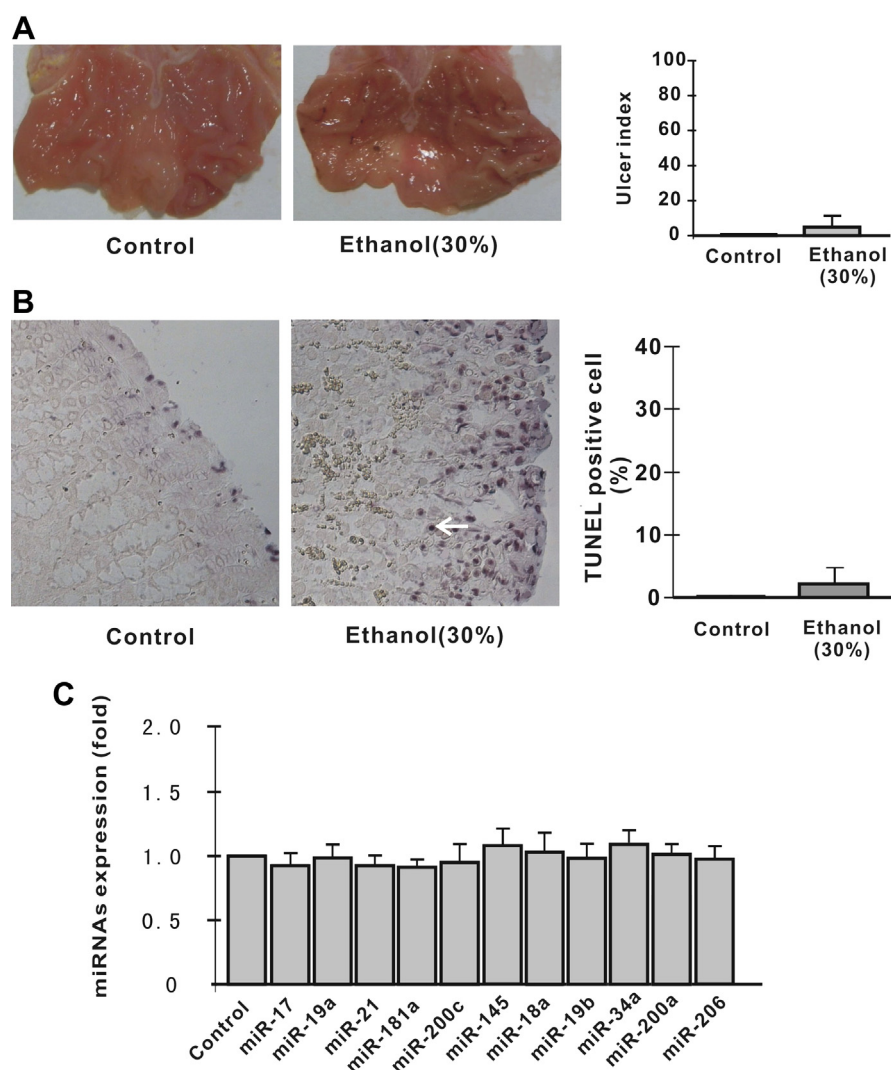 A
Control
Ethanol(30%)
Ulcer index
100
80
60
40
20
0
Control
Ethanol
(30%)
B
Control
Ethanol(30%)
TUNEL positive cell
(%)
40
30
20
10
0
Control
Ethanol
(30%)
C
miRNAs expression (fold)
2.0
1.5
1.0
0.5
0
Control
miR-17
miR-19a
miR-21
miR-181a
miR-200c
miR-145
miR-18a
miR-19b
miR-34a
miR-200a
miR-206